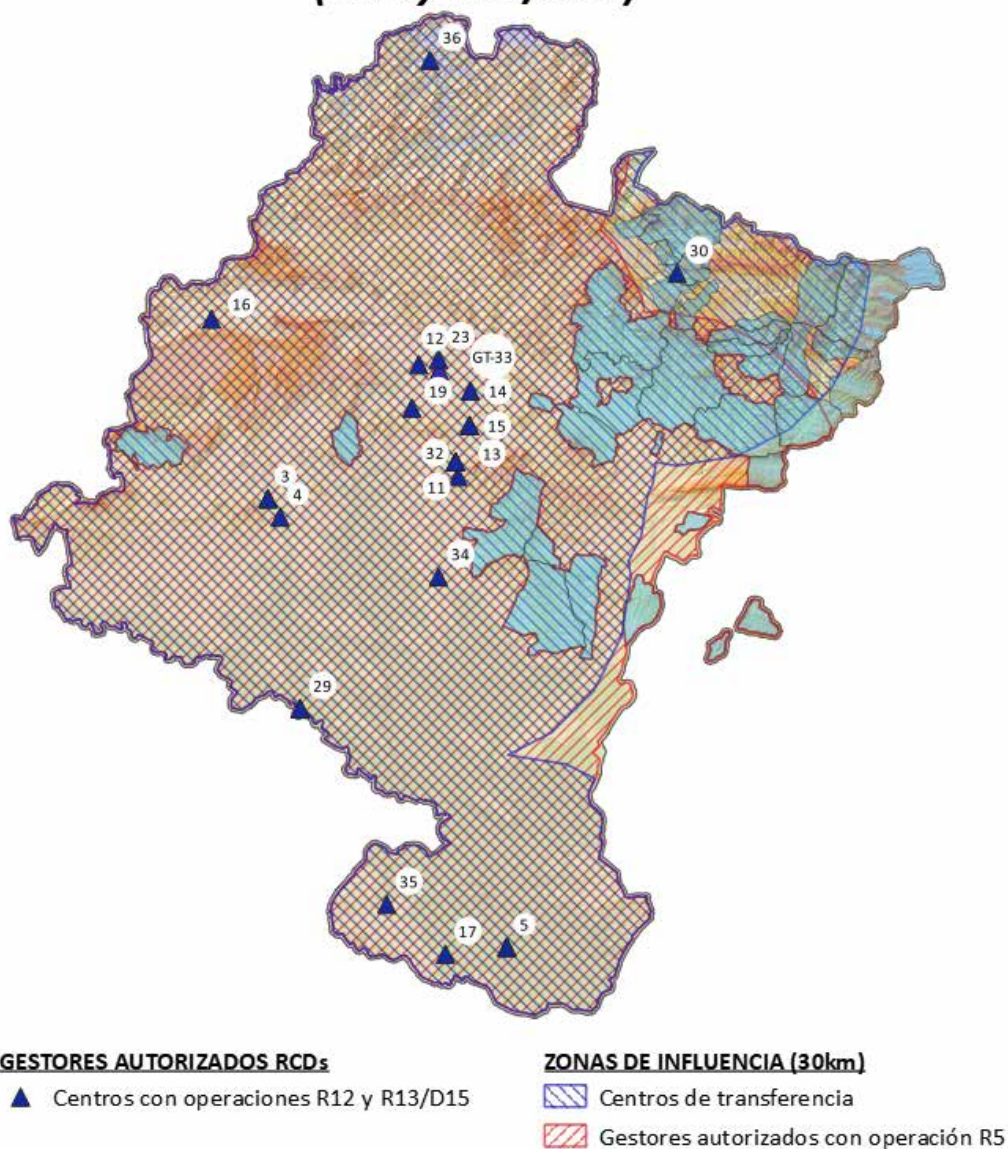 36
30
16
12 23
GT-33
19 14
15
32 13
11
3
4
34
29
35
17 5
GESTORES AUTORIZADOS RCDs
Centros con operaciones R12 y R13/D15
ZONAS DE INFLUENCIA (30km)
Centros de transferencia
Gestores autorizados con operación R5